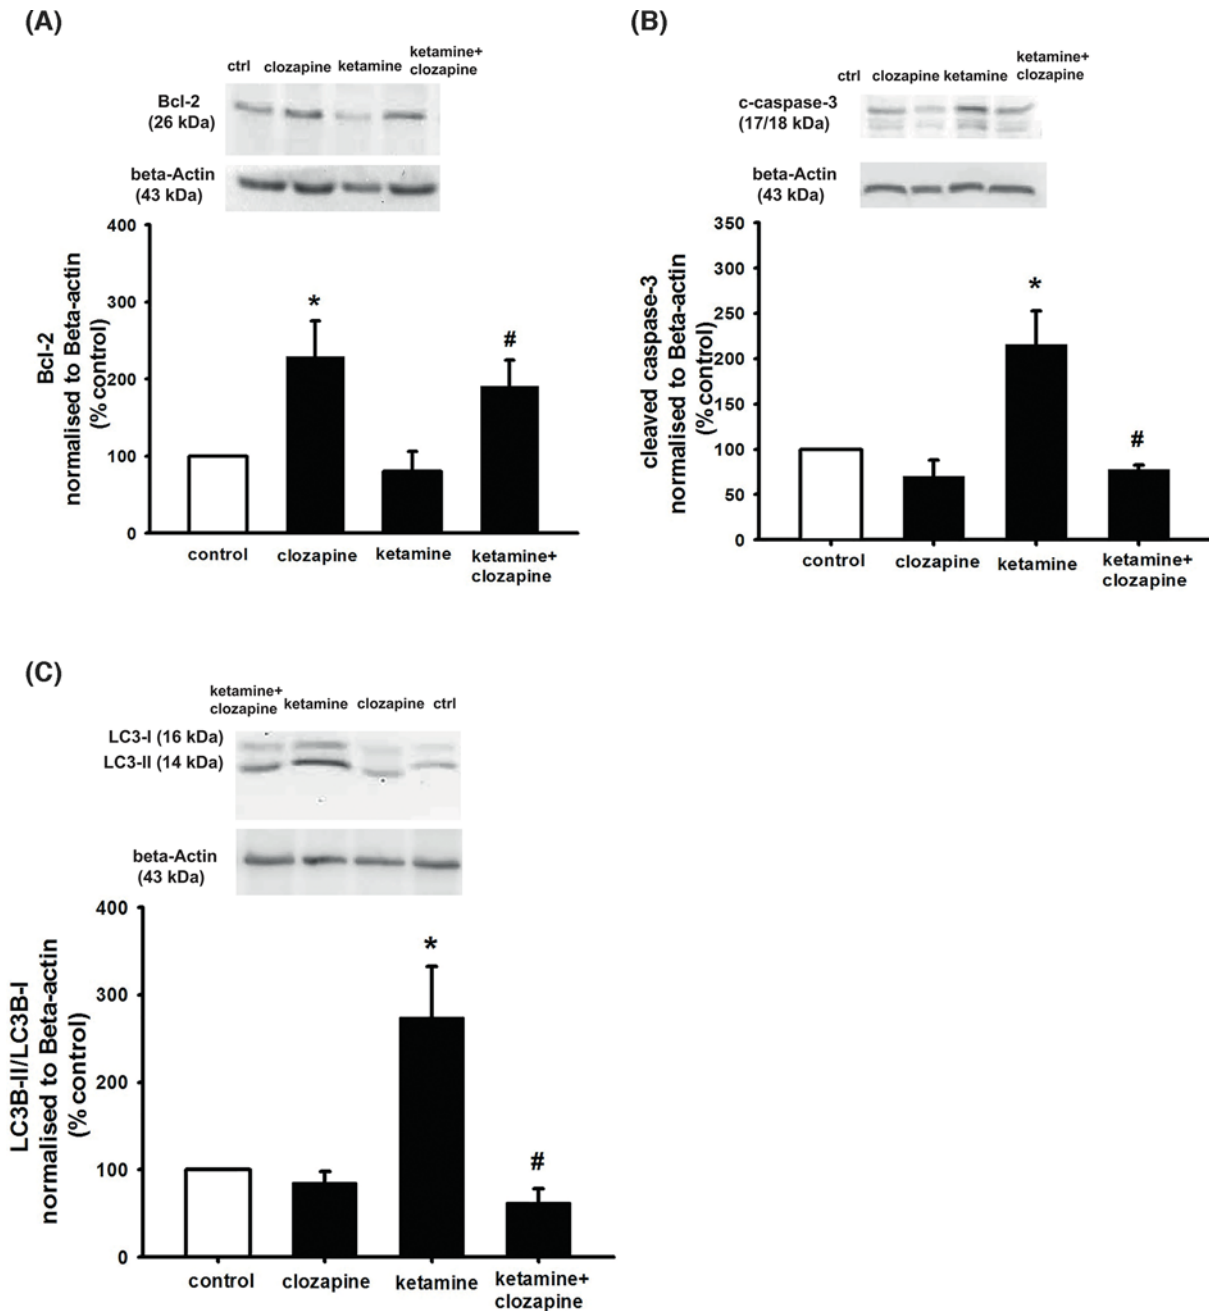 (A)
ctrl clozapine ketamine ketamine+
clozapine
Bcl-2
(26 kDa)
beta-Actin
(43 kDa)
Bcl-2
normalised to Beta-actin
(% control)
400
300
200
100
0
*
#
control clozapine ketamine ketamine+
clozapine
(B)
ctrl clozapine ketamine ketamine+
clozapine
c-caspase-3
(17/18 kDa)
beta-Actin
(43 kDa)
cleaved caspase-3
normalised to Beta-actin
(% control)
350
300
250
200
150
100
50
0
*
#
control clozapine ketamine ketamine+
clozapine
(C)
ketamine+
clozapine ketamine clozapine ctrl
LC3-I (16 kDa)
LC3-II (14 kDa)
beta-Actin
(43 kDa)
LC3B-II/LC3B-I
normalised to Beta-actin
(% control)
400
300
200
100
0
*
#
control clozapine ketamine ketamine+
clozapine